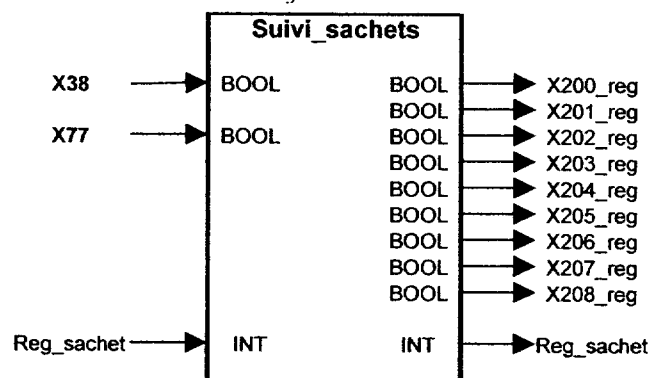 Suivi_sachets
X38 BOOL BOOL X200_reg
BOOL X201_reg
X77 BOOL BOOL X202_reg
BOOL X203_reg
BOOL X204_reg
BOOL X205_reg
BOOL X206_reg
BOOL X207_reg
BOOL X208_reg
Reg_sachet INT INT Reg_sachet